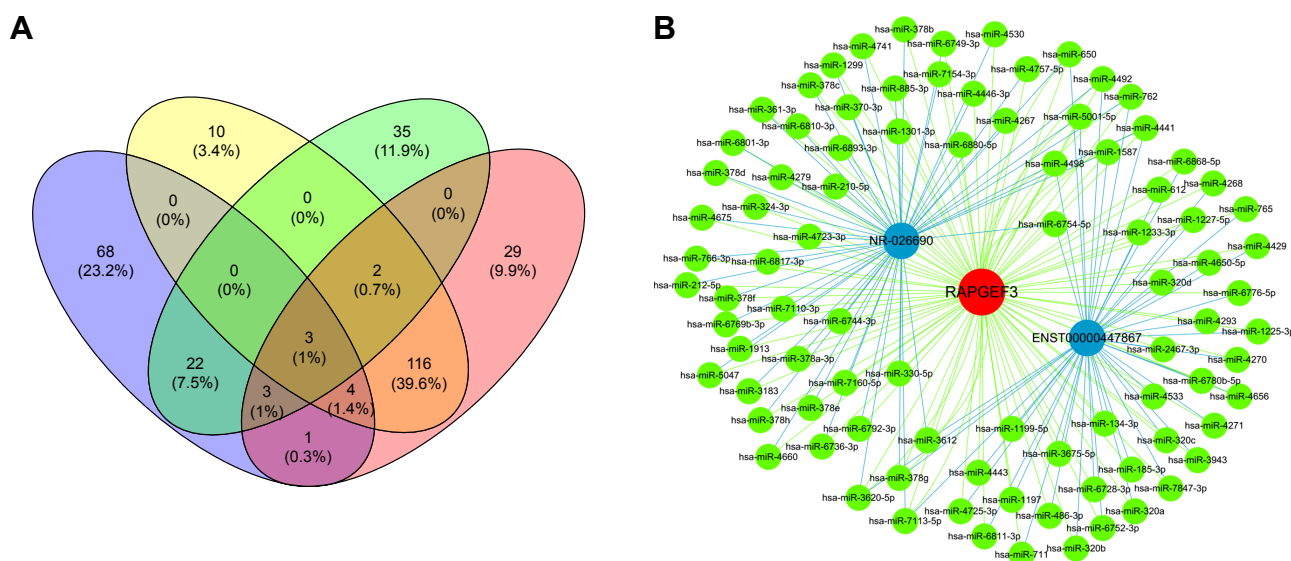 A
B
10
(3.4%)
35
(11.9%)
0
(0%)
0
(0%)
0
(0%)
68
(23.2%)
29
(9.9%)
0
(0%)
2
(0.7%)
3
(1%)
22
(7.5%)
116
(39.6%)
3
(1%)
4
(1.4%)
1
(0.3%)
hsa-miR-378b
hsa-miR-4530
hsa-miR-4741
hsa-miR-6749-3p
hsa-miR-650
hsa-miR-1299
hsa-miR-7154-3p
hsa-miR-4757-5p
hsa-miR-4492
hsa-miR-378c
hsa-miR-885-3p
hsa-miR-4446-3p
hsa-miR-762
hsa-miR-361-3p
hsa-miR-370-3p
hsa-miR-4267
hsa-miR-5001-5p
hsa-miR-6810-3p
hsa-miR-1301-3p
hsa-miR-4441
hsa-miR-6801-3p
hsa-miR-6893-3p
hsa-miR-6880-5p
hsa-miR-1587
hsa-miR-4498
hsa-miR-6868-5p
hsa-miR-378d
hsa-miR-4279
hsa-miR-210-5p
hsa-miR-612
hsa-miR-4268
hsa-miR-324-3p
hsa-miR-765
hsa-miR-4675
hsa-miR-6754-5p
hsa-miR-1227-5p
hsa-miR-4723-3p
NR-026690
hsa-miR-1233-3p
hsa-miR-4429
hsa-miR-766-3p
hsa-miR-6817-3p
hsa-miR-4650-5p
hsa-miR-212-5p
hsa-miR-320d
hsa-miR-6776-5p
RAPGEF3
hsa-miR-378f
hsa-miR-7110-3p
hsa-miR-6769b-3p
hsa-miR-6744-3p
hsa-miR-4293
hsa-miR-1225-3p
ENST00000447867
hsa-miR-1913
hsa-miR-378a-3p
hsa-miR-2467-3p
hsa-miR-4270
hsa-miR-5047
hsa-miR-330-5p
hsa-miR-7160-5p
hsa-miR-6780b-5p
hsa-miR-3183
hsa-miR-4533
hsa-miR-4656
hsa-miR-378e
hsa-miR-378h
hsa-miR-4271
hsa-miR-6792-3p
hsa-miR-1199-5p
hsa-miR-134-3p
hsa-miR-3612
hsa-miR-320c
hsa-miR-6736-3p
hsa-miR-3675-5p
hsa-miR-4660
hsa-miR-3943
hsa-miR-185-3p
hsa-miR-4443
hsa-miR-378g
hsa-miR-7847-3p
hsa-miR-6728-3p
hsa-miR-3620-5p
hsa-miR-1197
hsa-miR-4725-3p
hsa-miR-320a
hsa-miR-486-3p
hsa-miR-7113-5p
hsa-miR-6752-3p
hsa-miR-6811-3p
hsa-miR-711
hsa-miR-320b